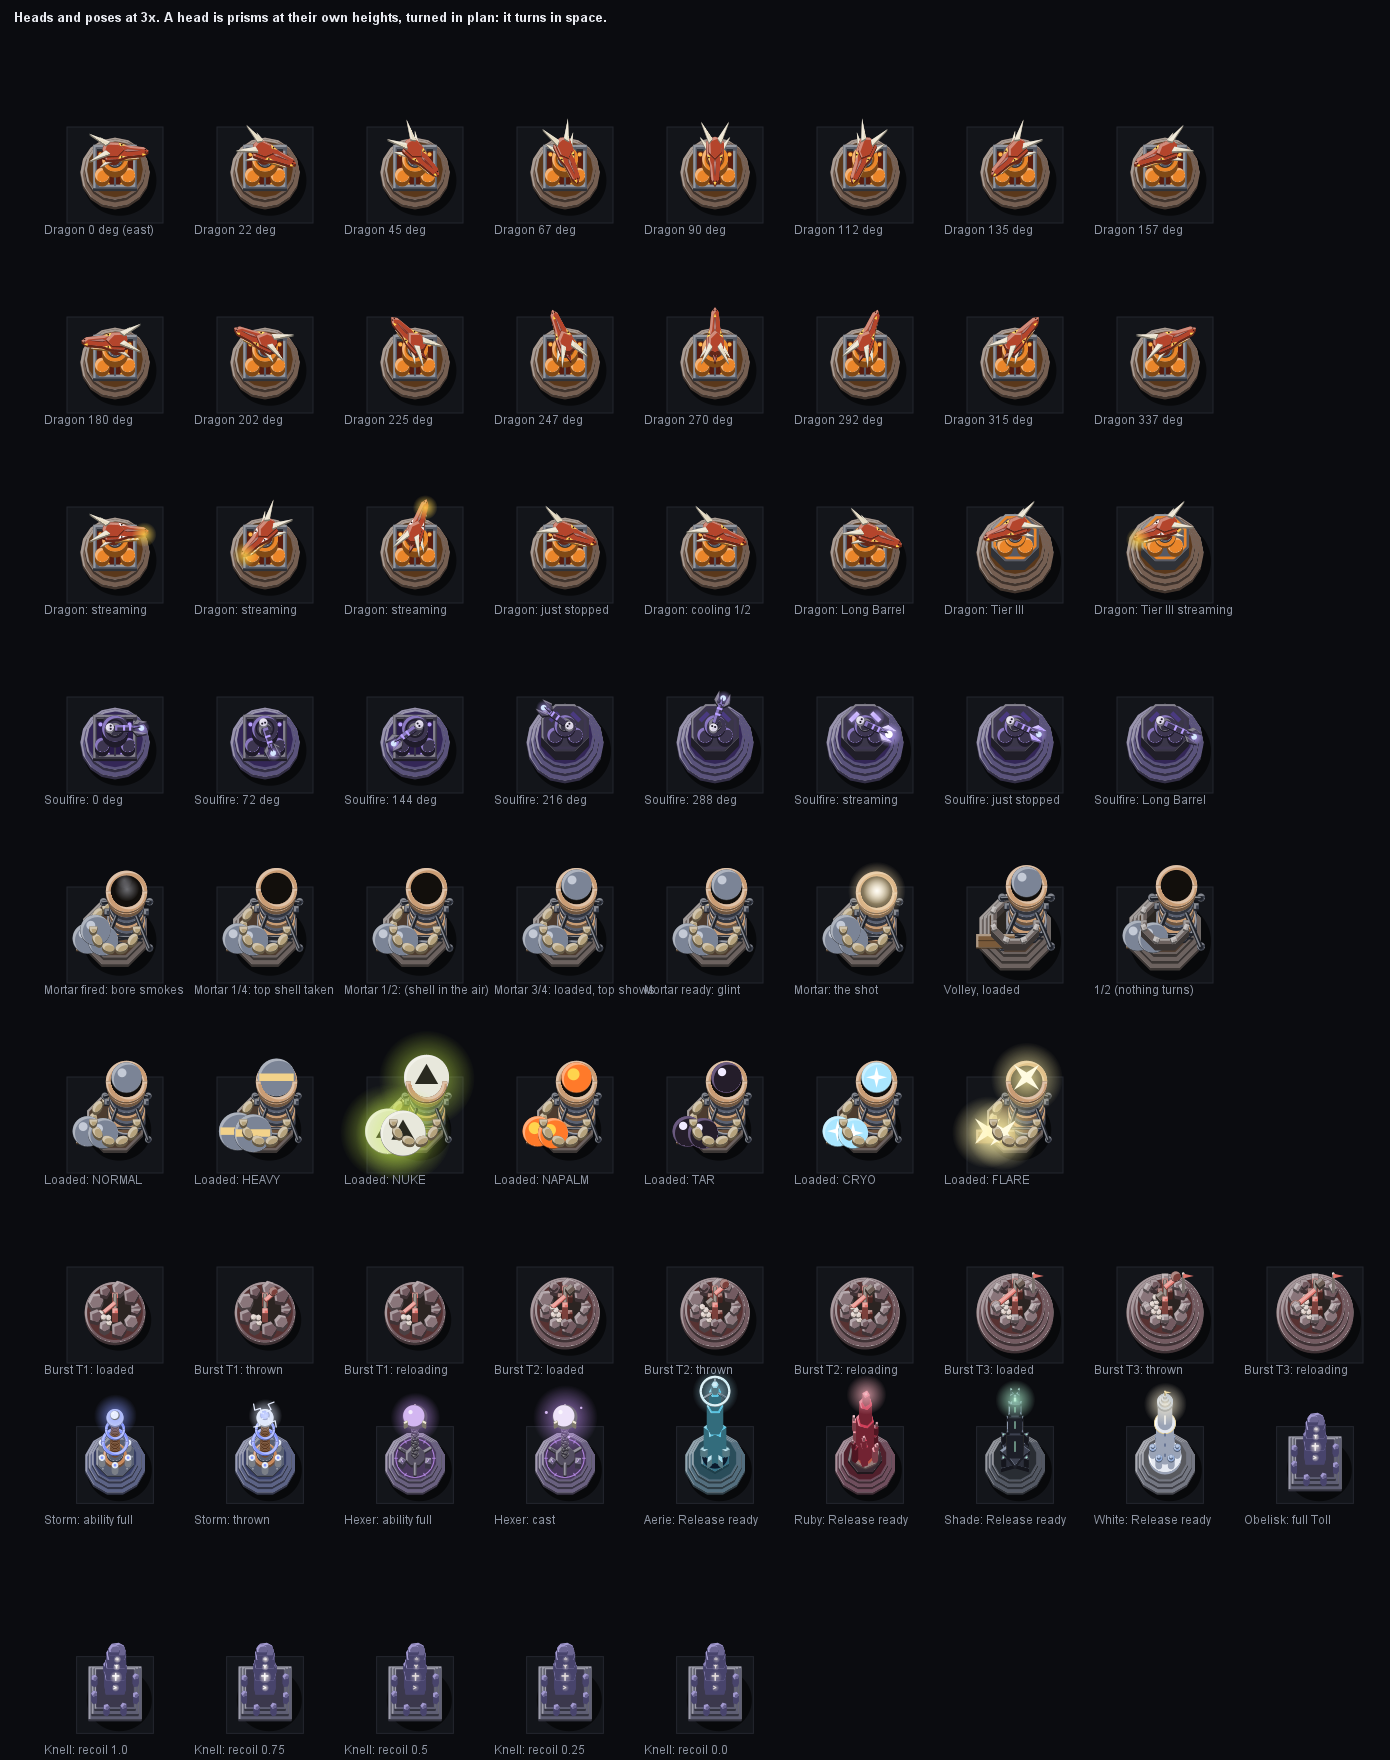 Heads and poses at 3x. A head is prisms at their own heights, turned in plan: it turns in space.
Dragon 0 deg (east) Dragon 22 deg Dragon 45 deg Dragon 67 deg Dragon 90 deg Dragon 112 deg Dragon 135 deg Dragon 157 deg
Dragon 180 deg Dragon 202 deg Dragon 225 deg Dragon 247 deg Dragon 270 deg Dragon 292 deg Dragon 315 deg Dragon 337 deg
Dragon: streaming Dragon: streaming Dragon: streaming Dragon: just stopped Dragon: cooling 1/2 Dragon: Long Barrel Dragon: Tier III Dragon: Tier III streaming
Soulfire: 0 deg Soulfire: 72 deg Soulfire: 144 deg Soulfire: 216 deg Soulfire: 288 deg Soulfire: streaming Soulfire: just stopped Soulfire: Long Barrel
Mortar fired: bore smokes Mortar 1/4: top shell taken Mortar 1/2: (shell in the air) Mortar 3/4: loaded, top shows Mortar ready: glint Mortar: the shot Volley, loaded 1/2 (nothing turns)
Loaded: NORMAL Loaded: HEAVY Loaded: NUKE Loaded: NAPALM Loaded: TAR Loaded: CRYO Loaded: FLARE
Burst T1: loaded Burst T1: thrown Burst T1: reloading Burst T2: loaded Burst T2: thrown Burst T2: reloading Burst T3: loaded Burst T3: thrown Burst T3: reloading
Storm: ability full Storm: thrown Hexer: ability full Hexer: cast Aerie: Release ready Ruby: Release ready Shade: Release ready White: Release ready Obelisk: full Toll
Knell: recoil 1.0 Knell: recoil 0.75 Knell: recoil 0.5 Knell: recoil 0.25 Knell: recoil 0.0